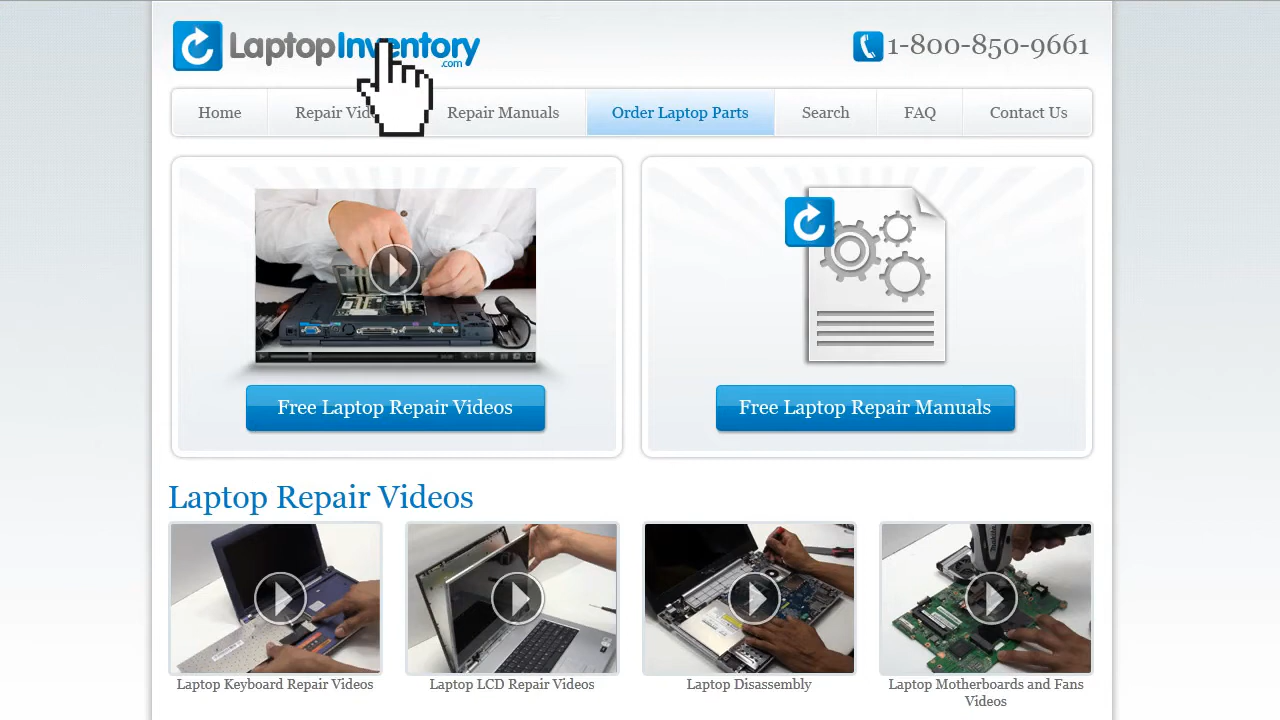 LaptopInventory
.com
1-800-850-9661
Home
Repair Vid
Repair Manuals
Order Laptop Parts
Search
FAQ
Contact Us
Free Laptop Repair Videos
Free Laptop Repair Manuals
Laptop Repair Videos
Laptop Keyboard Repair Videos
Laptop LCD Repair Videos
Laptop Disassembly
Laptop Motherboards and Fans
Videos